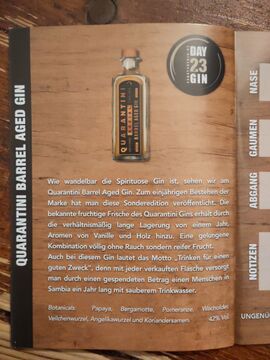 QUARANTINI BARREL AGED GIN
DAY
23
GIN
QUARANTINI
Wie wandelbar die Spirituose Gin ist, sehen wir am
Quarantini Barrel Aged Gin. Zum einjährigen Bestehen der
Marke hat man diese Sonderedition veröffentlicht. Die
bekannte fruchtige Frische des Quarantini Gins erhält durch
die verhältnismäßig lange Lagerung von einem Jahr,
Aromen von Vanille und Holz hinzu. Eine gelungene
Kombination völlig ohne Rauch sondern reifer Frucht.
Auch bei diesem Gin lautet das Motto „Trinken für einen
guten Zweck", denn mit jeder verkauften Flasche versorgt
man durch einen gespendeten Betrag einen Menschen in
Sambia ein Jahr lang mit sauberem Trinkwasser.
Botanicals: Papaya, Bergamotte, Pomeranze, Wacholder,
Veilchenwurzel, Angelikawurzel und Koriandersamen. 42% Vol.
NASE
GAUMEN
ABGANG
NOTIZEN